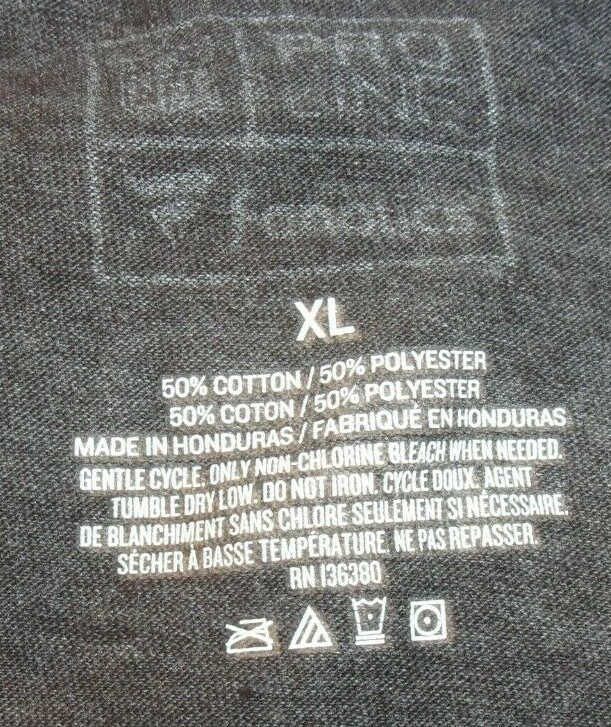 PRO
LINE
XL
50% COTTON / 50% POLYESTER
50% COTON / 50% POLYESTER
MADE IN HONDURAS / FABRIQUÉ EN HONDURAS
GENTLE CYCLE. ONLY NON-CHLORINE BLEACH WHEN NEEDED.
TUMBLE DRY LOW. DO NOT IRON. CYCLE DOUX. AGENT
DE BLANCHIMENT SANS CHLORE SEULEMENT SI NÉCESSAIRE.
SÉCHER À BASSE TEMPÉRATURE. NE PAS REPASSER.
RN 136380